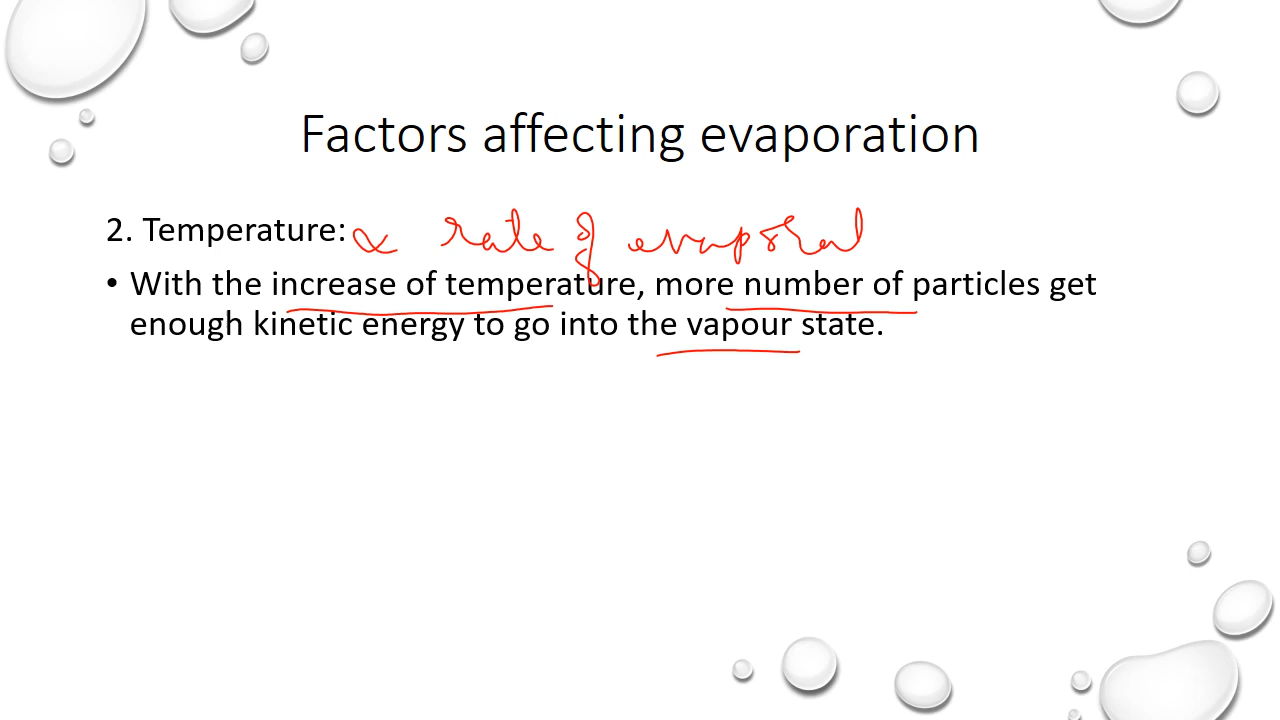 Factors affecting evaporation
2. Temperature: ∝ rate of evaporat
• With the increase of temperature, more number of particles get
enough kinetic energy to go into the vapour state.